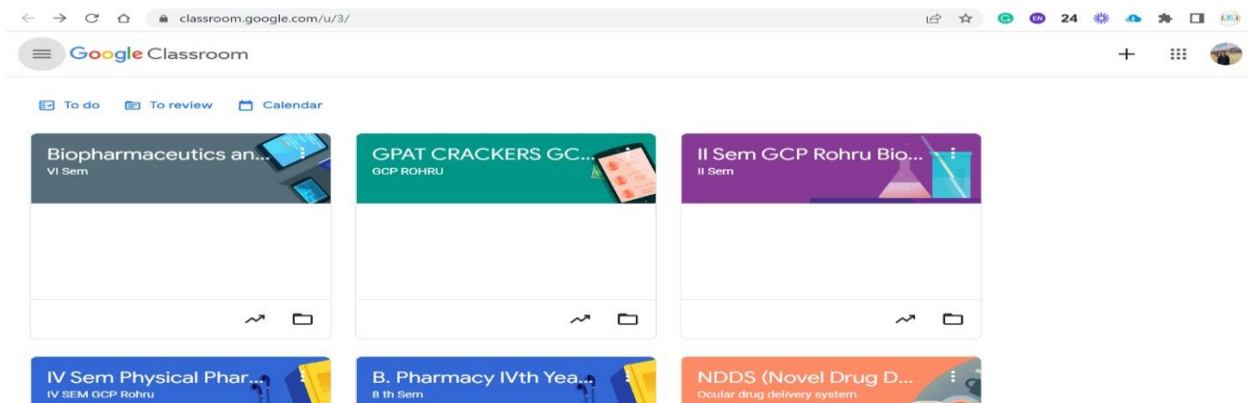 classroom.google.com/u/3/
24
Google Classroom
To do To review Calendar
Biopharmaceutics an...
VI Sem
GPAT CRACKERS GC...
GCP ROHRU
II Sem GCP Rohru Bio...
II Sem
IV Sem Physical Phar...
IV SEM GCP Rohru
B. Pharmacy IVth Yea...
8 th Sem
NDDS (Novel Drug D...
Ocular drug delivery system